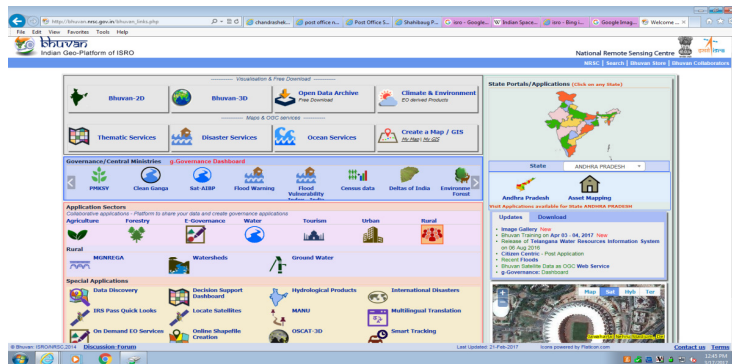 http://bhuvan.nrsc.gov.in/bhuvan_links.php
chandrashek...
post office n...
Post Office S...
Shahibaug P...
isro - Google...
Indian Space...
isro - Bing i...
Google Imag...
Welcome ...
File Edit View Favorites Tools Help
bhuvan
Indian Geo-Platform of ISRO
National Remote Sensing Centre
NRSC | Search | Bhuvan Store | Bhuvan Collaborators
Visualisation & Free Download
Bhuvan-2D
Bhuvan-3D
Open Data Archive
Free Download
Climate & Environment
EO derived Products
Maps & OGC services
Thematic Services
Disaster Services
Ocean Services
Create a Map / GIS
My Map | My GIS
Governance/Central Ministries g-Governance Dashboard
PMKSY
Clean Ganga
Sat-AIBP
Flood Warning
Flood
Vulnerability
Census data
Deltas of India
Environme
Forest
Application Sectors
Collaborative applications - Platform to share your data and create governance applications
Agriculture Forestry E-Governance Water Tourism Urban Rural
Rural
MGNREGA
Watersheds
Ground Water
Special Applications
Data Discovery
Decision Support
Dashboard
Hydrological Products
International Disasters
IRS Pass Quick Looks
Locate Satellites
MANU
Multilingual Translation
On Demand EO Services
Online Shapefile
Creation
OSCAT-3D
Smart Tracking
State Portals/Applications (Click on any State)
State
ANDHRA PRADESH
Andhra Pradesh
Asset Mapping
Visit Applications available for State ANDHRA PRADESH
Updates Download
Image Gallery New
Bhuvan Training on Apr 03 - 04, 2017 New
Release of Telangana Water Resources Information System
on 06 Aug 2016
Citizen Centric - Post Application
Recent Floods
Bhuvan Satellite Data as OGC Web Service
g-Governance: Dashboard
Map Sat Hyb Ter
© Bhuvan ISRO/NRSC,2014 Discussion-Forum
Last Updated: 21-Feb-2017
Icons powered by Flaticon.com
Contact us Terms
12:49 PM